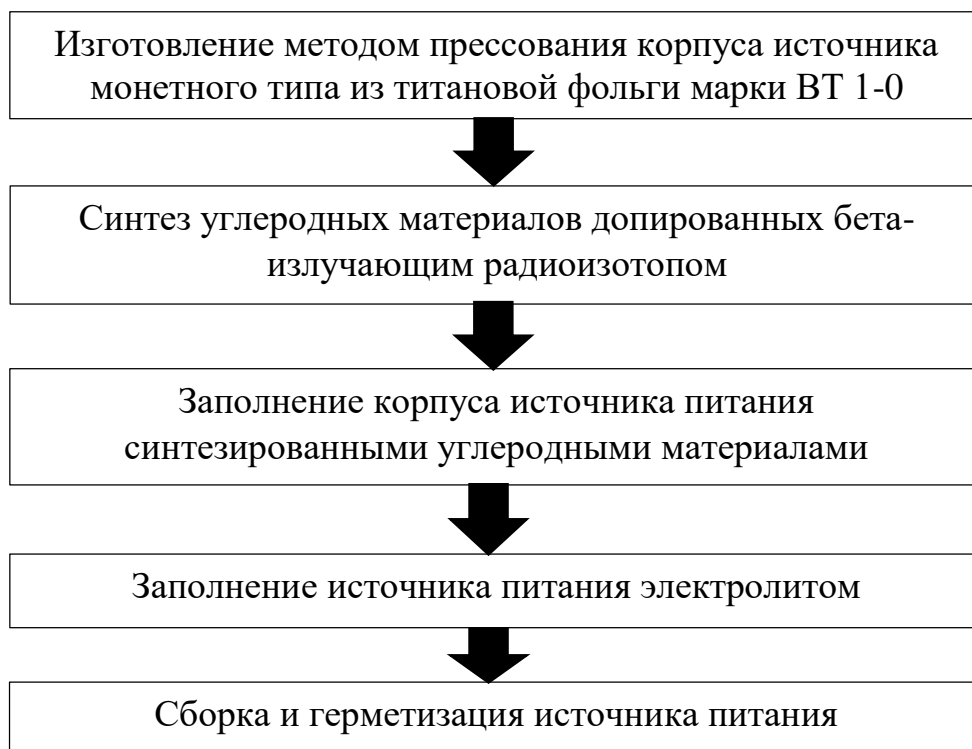 Изготовление методом прессования корпуса источника
монетного типа из титановой фольги марки ВТ 1-0
Синтез углеродных материалов допированных бета-
излучающим радиоизотопом
Заполнение корпуса источника питания
синтезированными углеродными материалами
Заполнение источника питания электролитом
Сборка и герметизация источника питания